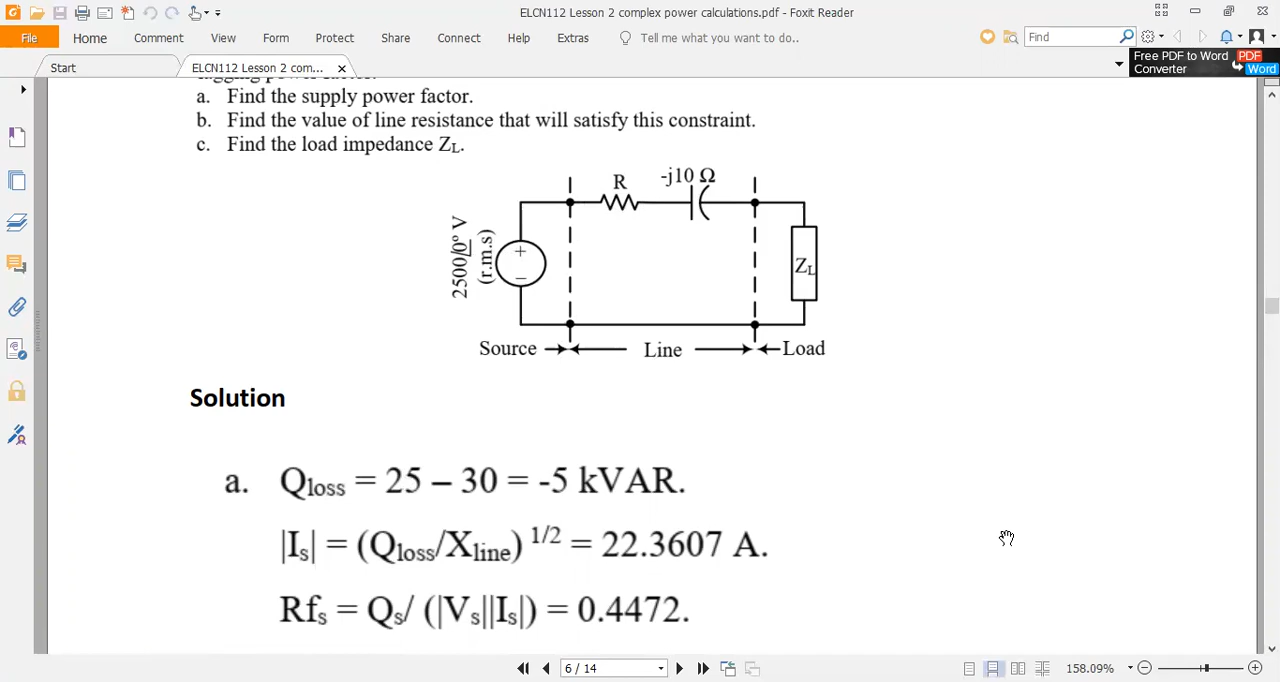 ELCN112 Lesson 2 complex power calculations.pdf - Foxit Reader
File Home Comment View Form Protect Share Connect Help Extras Tell me what you want to do.. Find
Start ELCN112 Lesson 2 com... Free PDF to Word Converter PDF Word
lagging power factor.
a. Find the supply power factor.
b. Find the value of line resistance that will satisfy this constraint.
c. Find the load impedance ZL.
R -j10 Ω
2500/0° V
(r.m.s)
+
−
ZL
Source Line Load
Solution
a. Qloss = 25 – 30 = -5 kVAR.
|Is| = (Qloss/Xline) 1/2 = 22.3607 A.
Rfs = Qs/ (|Vs||Is|) = 0.4472.
6 / 14 158.09%